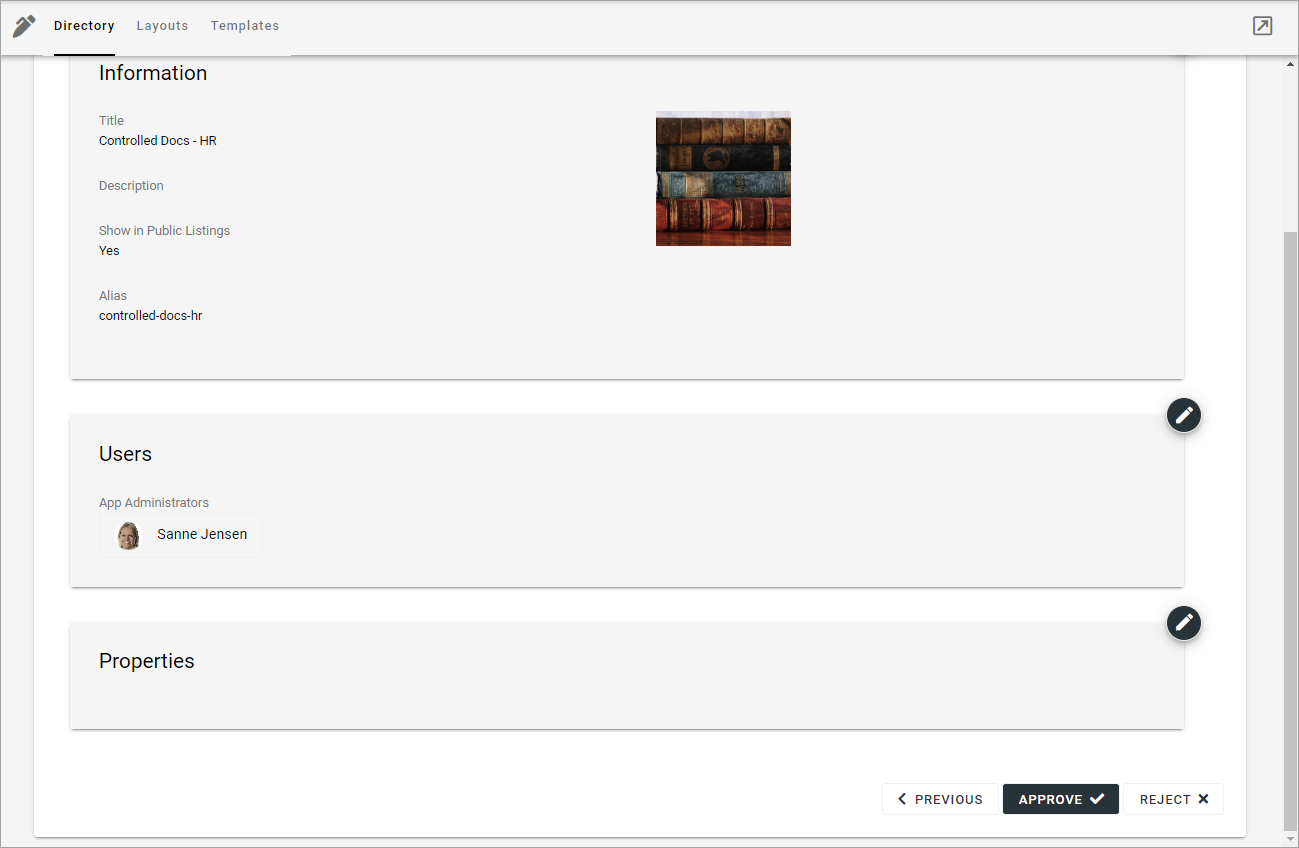 Directory Layouts Templates
Information
Title
Controlled Docs - HR
Description
Show in Public Listings
Yes
Alias
controlled-docs-hr
Users
App Administrators
Sanne Jensen
Properties
PREVIOUS APPROVE REJECT